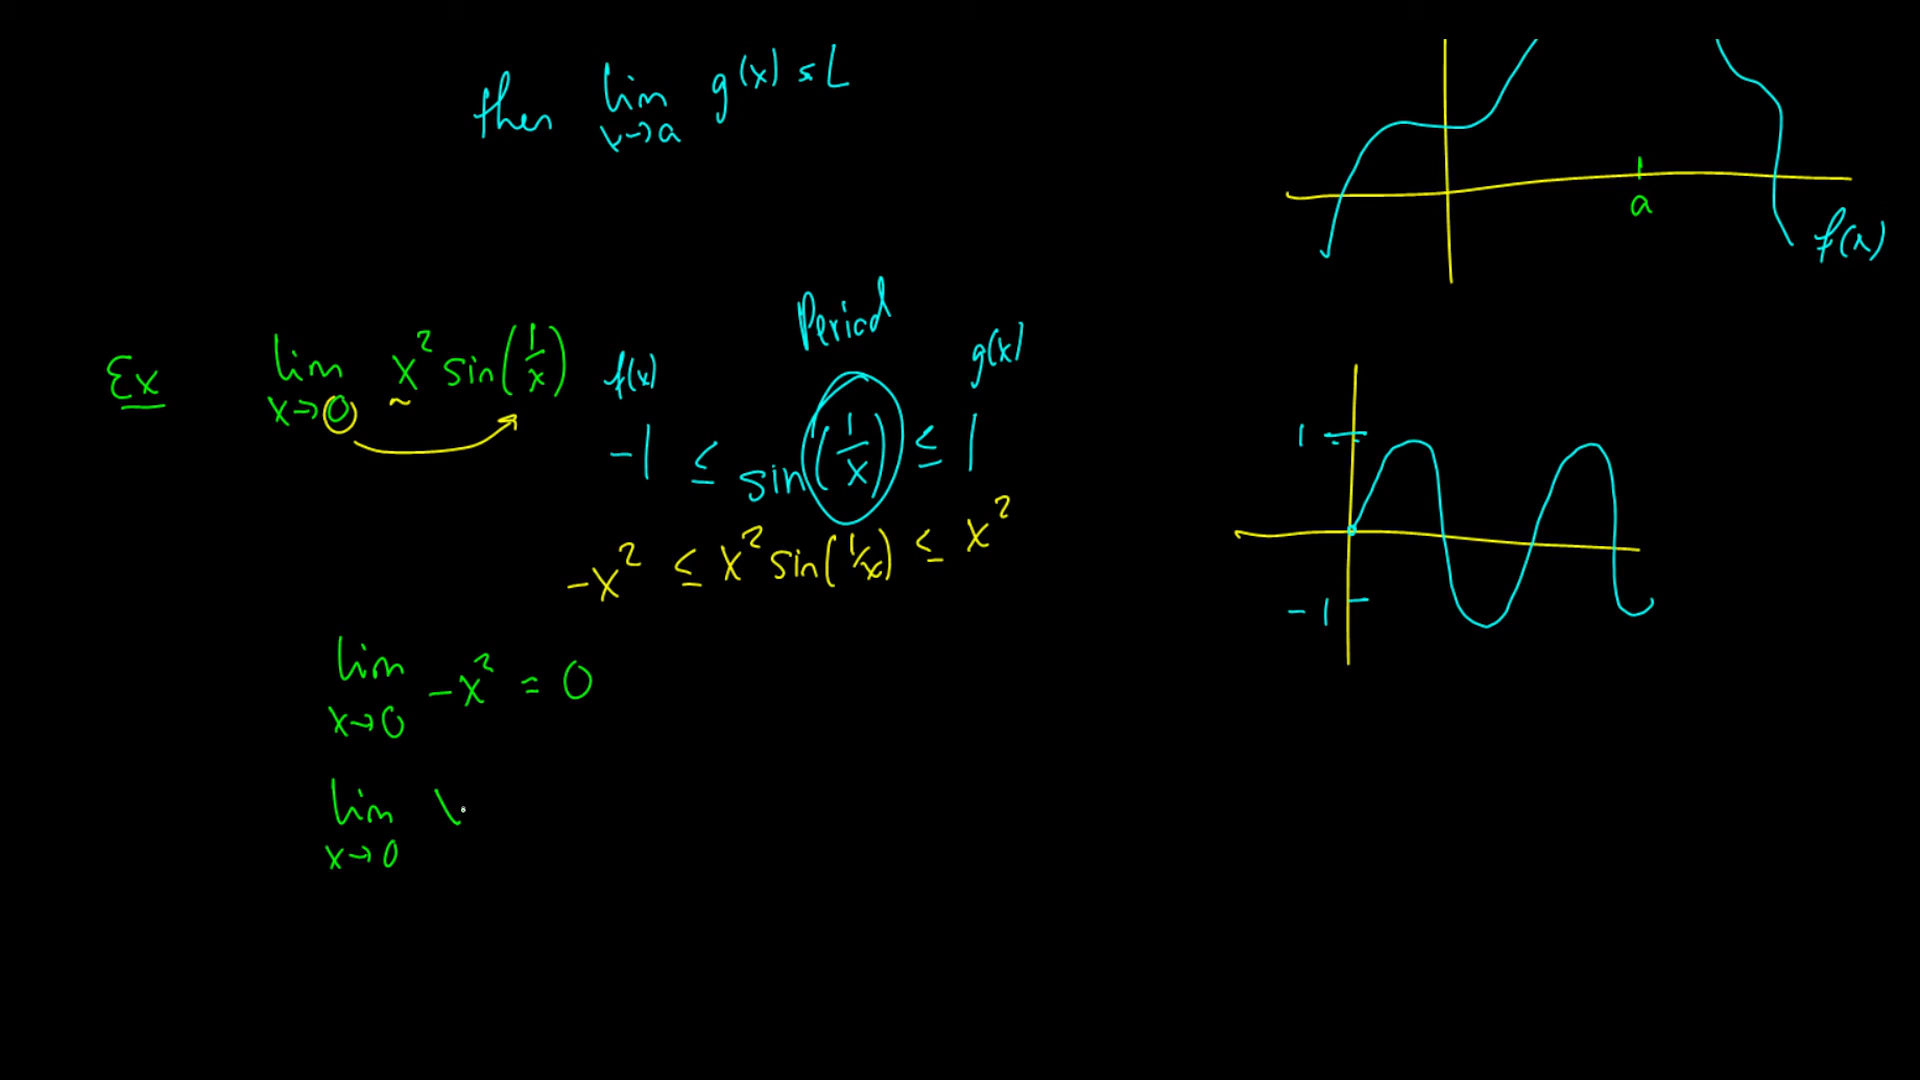 then lim g(x) = L
x→a
a
f(x)
Period
Ex lim x² sin(1/x) f(x) g(x)
x→0
-1 ≤ sin(1/x) ≤ 1
-x² ≤ x² sin(1/x) ≤ x²
1
-1
lim -x² = 0
x→0
lim
x→0